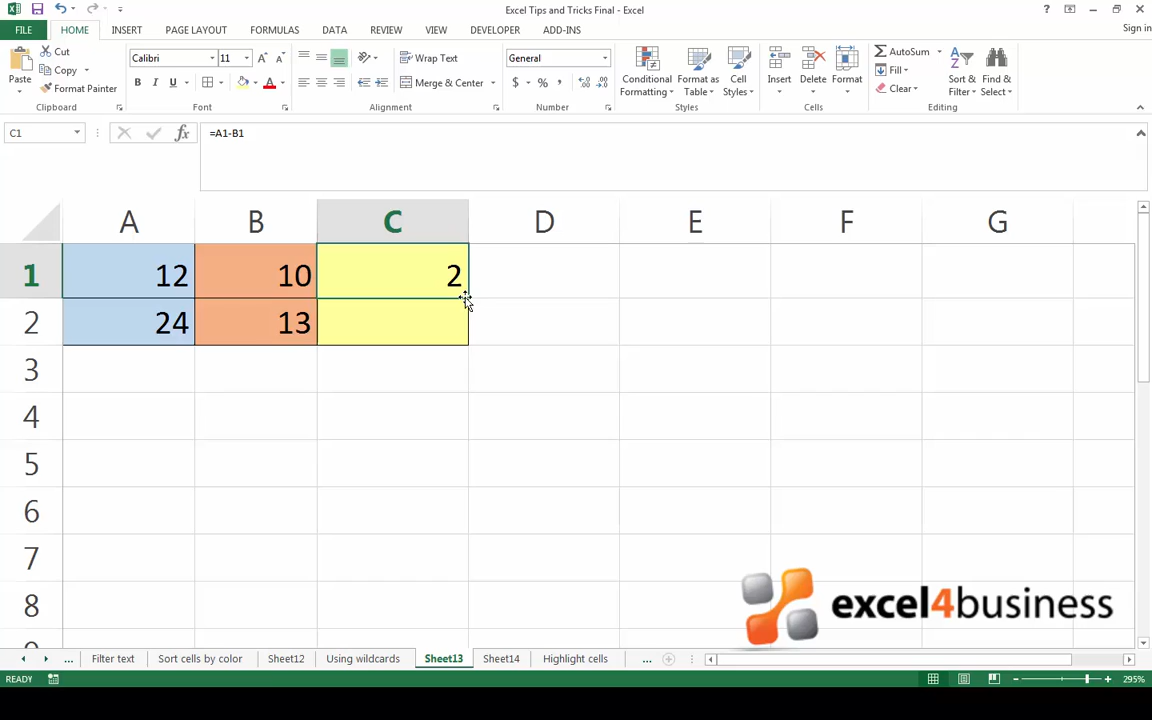 Excel Tips and Tricks Final - Excel
FILE HOME INSERT PAGE LAYOUT FORMULAS DATA REVIEW VIEW DEVELOPER ADD-INS Sign in
Paste
Cut
Copy
Format Painter
Clipboard
Calibri 11
B I U A
Font
Wrap Text
Merge & Center
Alignment
General
$ % ,
Number
Conditional Formatting
Format as Table
Cell Styles
Styles
Insert
Delete
Format
Cells
AutoSum
Fill
Clear
Sort & Filter
Find & Select
Editing
C1 fx =A1-B1
A B C D E F G
1 12 10 2
2 24 13
3
4
5
6
7
8
excel4business
... Filter text Sort cells by color Sheet12 Using wildcards Sheet13 Sheet14 Highlight cells ...
READY 295%